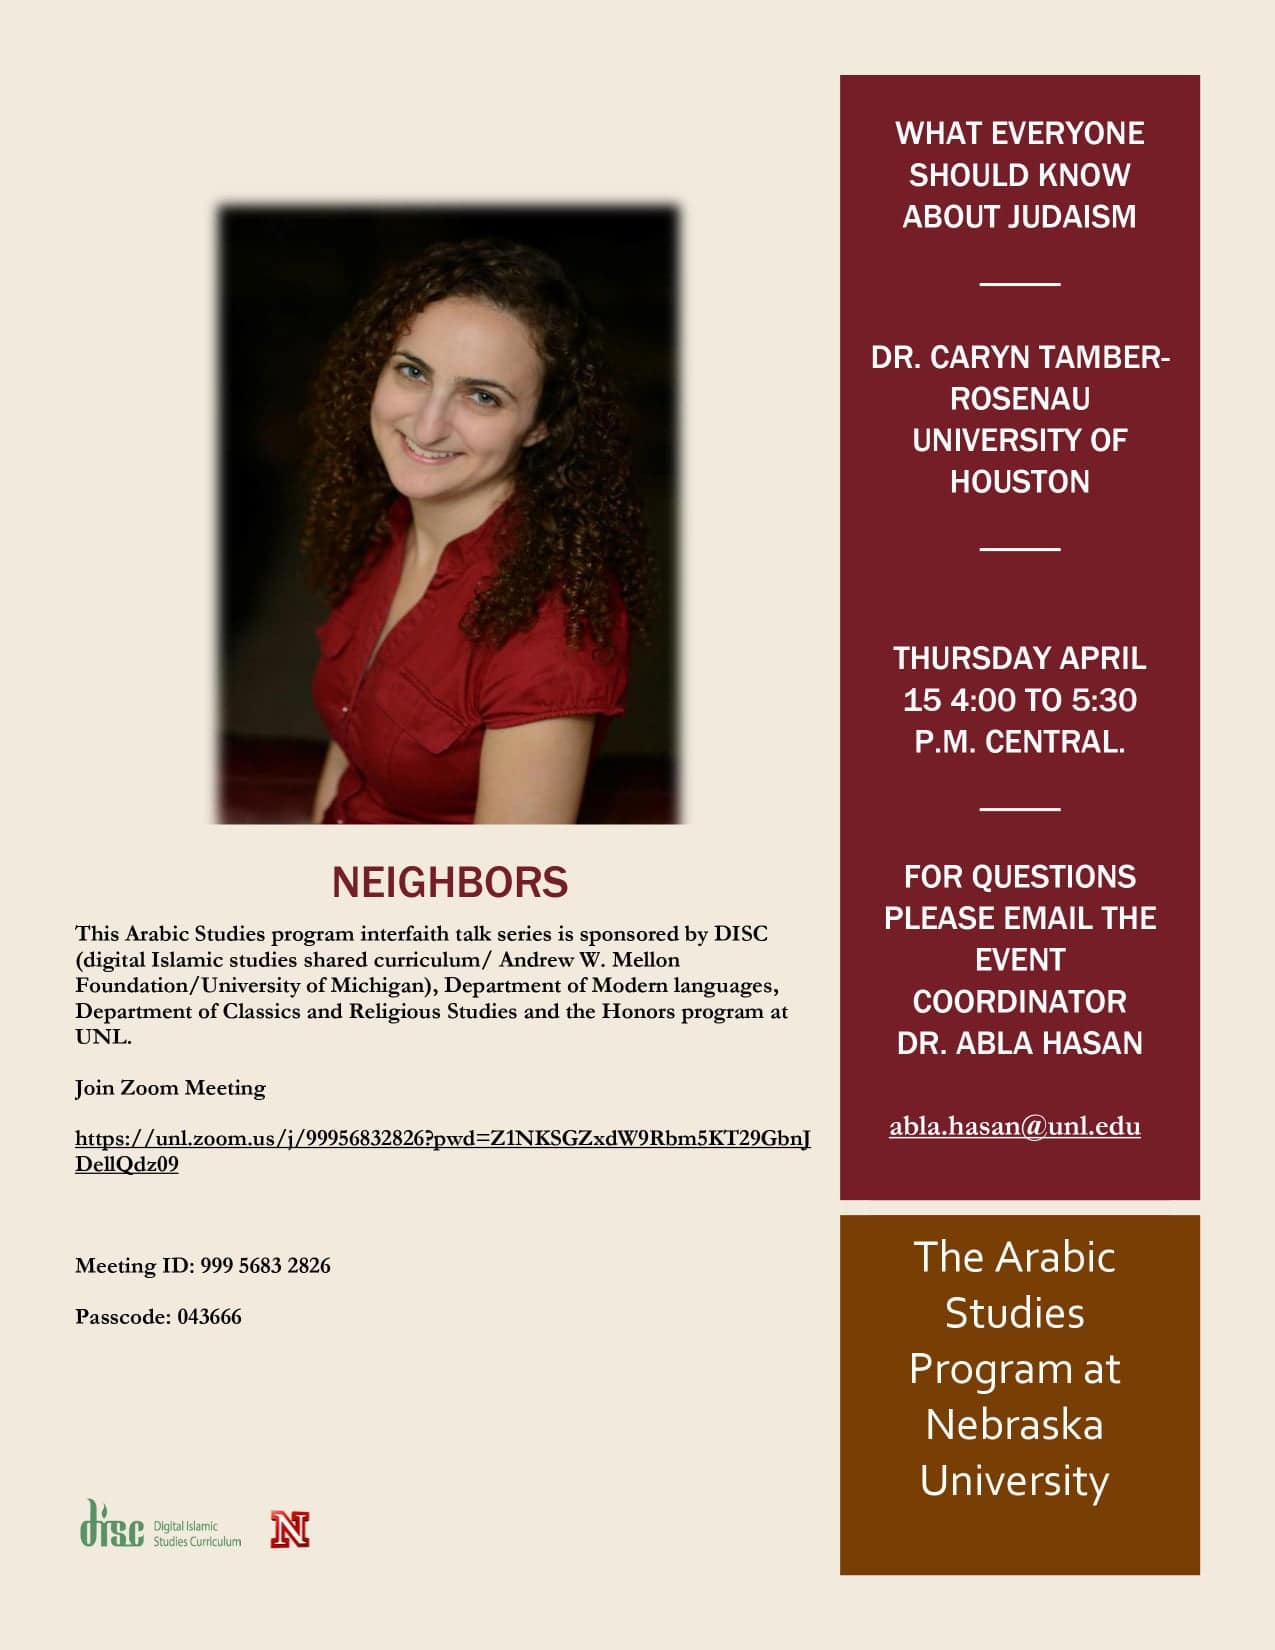 WHAT EVERYONE
SHOULD KNOW
ABOUT JUDAISM
DR. CARYN TAMBER-
ROSENAU
UNIVERSITY OF
HOUSTON
THURSDAY APRIL
15 4:00 TO 5:30
P.M. CENTRAL.
FOR QUESTIONS
PLEASE EMAIL THE
EVENT
COORDINATOR
DR. ABLA HASAN
abla.hasan@unl.edu
NEIGHBORS
This Arabic Studies program interfaith talk series is sponsored by DISC
(digital Islamic studies shared curriculum/ Andrew W. Mellon
Foundation/University of Michigan), Department of Modern languages,
Department of Classics and Religious Studies and the Honors program at
UNL.
Join Zoom Meeting
https://unl.zoom.us/j/99956832826?pwd=Z1NKSGZxdW9Rbm5KT29GbnJ
DellQdz09
Meeting ID: 999 5683 2826
Passcode: 043666
The Arabic
Studies
Program at
Nebraska
University
disc Digital Islamic
Studies Curriculum
N